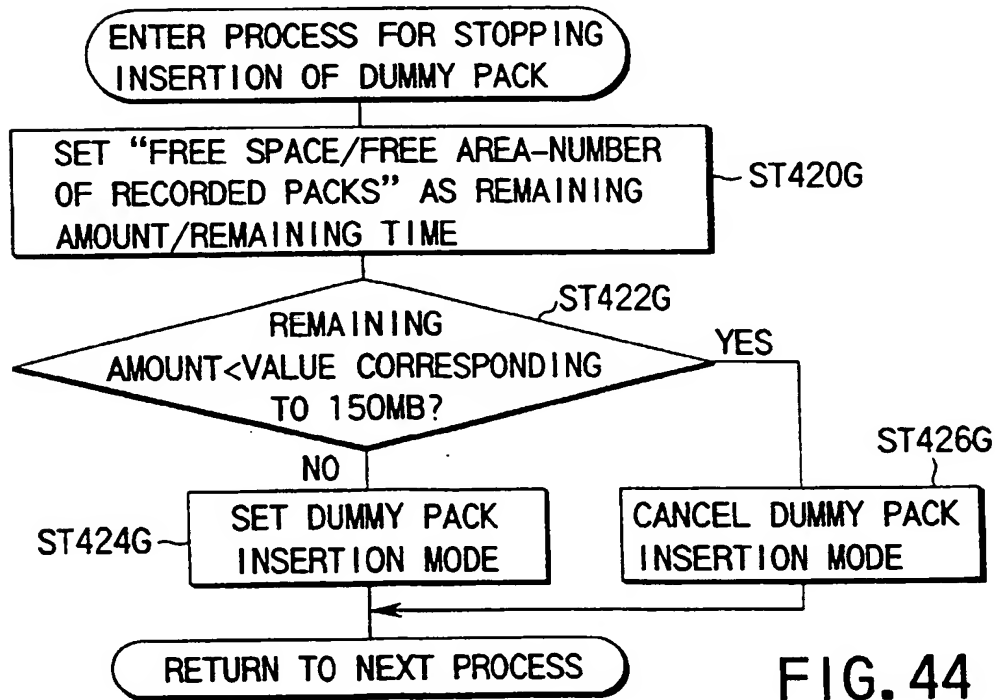 ENTER PROCESS FOR STOPPING
INSERTION OF DUMMY PACK
SET “FREE SPACE/FREE AREA-NUMBER
OF RECORDED PACKS” AS REMAINING
AMOUNT/REMAINING TIME
ST420G
ST422G
REMAINING
AMOUNT<VALUE CORRESPONDING
TO 150MB?
YES
NO
ST426G
ST424G
SET DUMMY PACK
INSERTION MODE
CANCEL DUMMY PACK
INSERTION MODE
RETURN TO NEXT PROCESS
FIG. 44